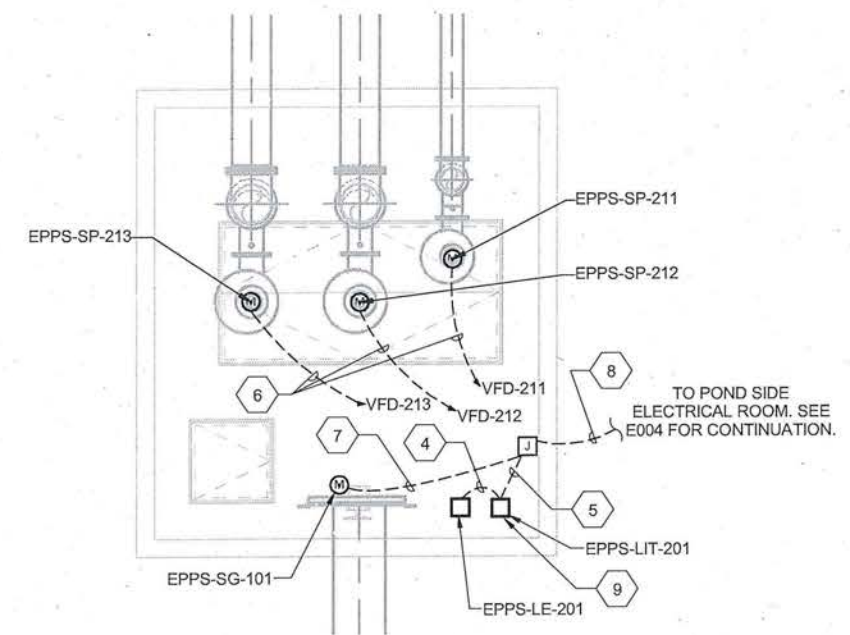 EPPS-SP-211
EPPS-SP-213
M
EPPS-SP-212
M
M
6
VFD-213
VFD-212
VFD-211
8
TO POND SIDE
ELECTRICAL ROOM. SEE
E004 FOR CONTINUATION.
7
4
J
M
5
EPPS-LIT-201
EPPS-SG-101
EPPS-LE-201
9